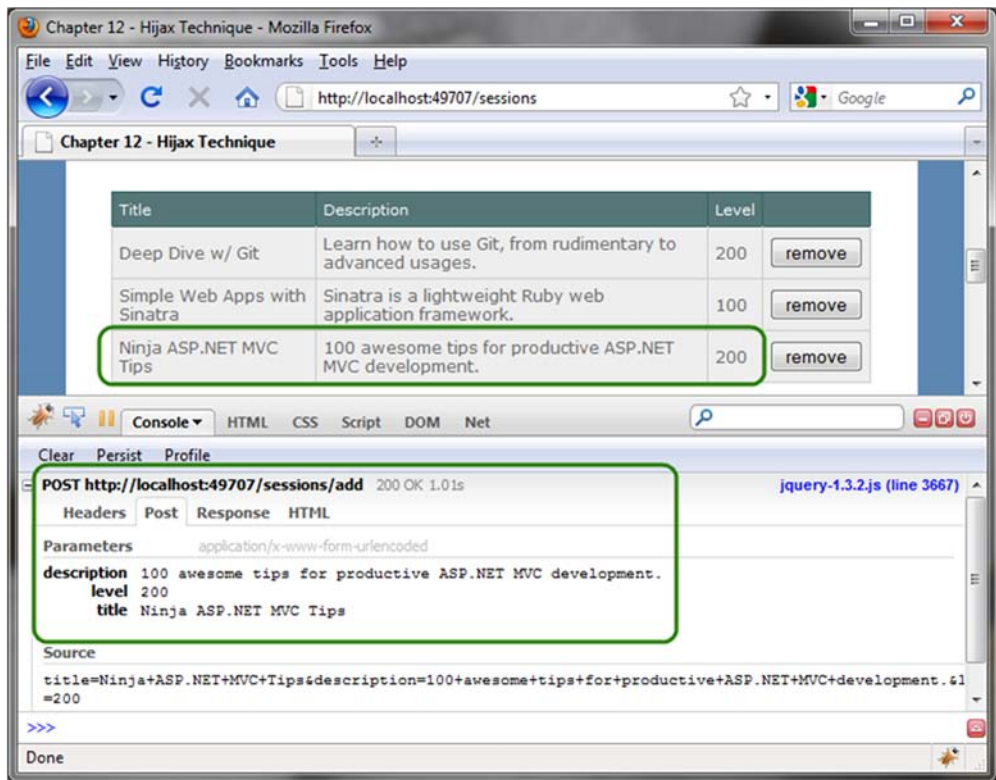 Chapter 12 - Hijax Technique - Mozilla Firefox
File Edit View History Bookmarks Tools Help
http://localhost:49707/sessions
Google
Chapter 12 - Hijax Technique
Title Description Level
Deep Dive w/ Git Learn how to use Git, from rudimentary to advanced usages. 200 remove
Simple Web Apps with Sinatra Sinatra is a lightweight Ruby web application framework. 100 remove
Ninja ASP.NET MVC Tips 100 awesome tips for productive ASP.NET MVC development. 200 remove
Console HTML CSS Script DOM Net
Clear Persist Profile
POST http://localhost:49707/sessions/add 200 OK 1.01s jquery-1.3.2.js (line 3667)
Headers Post Response HTML
Parameters application/x-www-form-urlencoded
description 100 awesome tips for productive ASP.NET MVC development.
level 200
title Ninja ASP.NET MVC Tips
Source
title=Ninja+ASP.NET+MVC+Tips&description=100+awesome+tips+for+productive+ASP.NET+MVC+development.&l
=200
>>>
Done